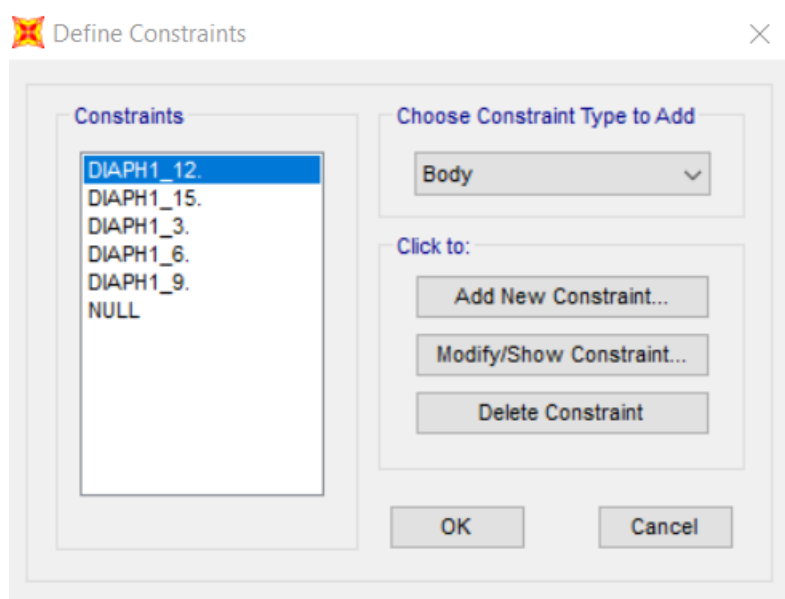 Define Constraints
Constraints
DIAPH1_12.
DIAPH1_15.
DIAPH1_3.
DIAPH1_6.
DIAPH1_9.
NULL
Choose Constraint Type to Add
Body
Click to:
Add New Constraint...
Modify/Show Constraint...
Delete Constraint
OK
Cancel